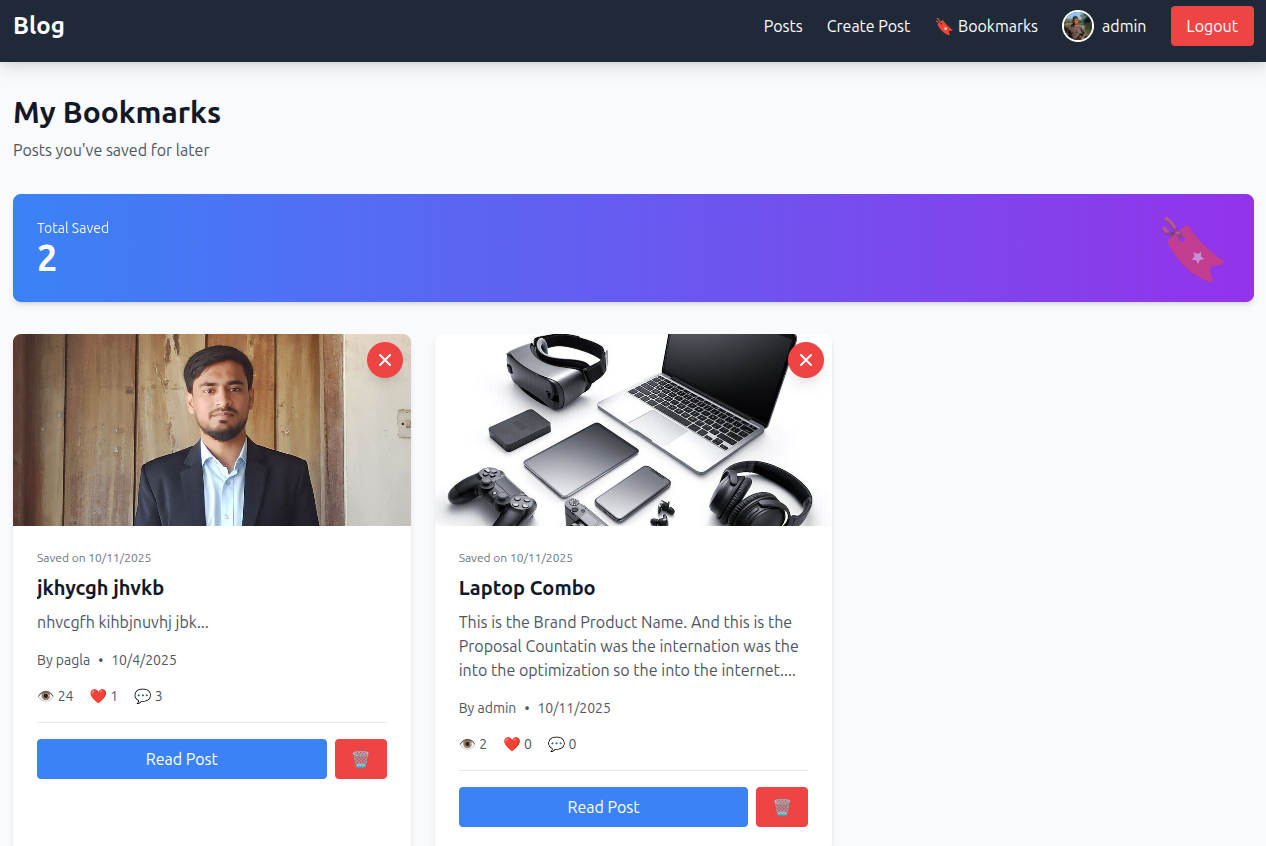 Blog
Posts
Create Post
🔖 Bookmarks
admin
Logout
My Bookmarks
Posts you've saved for later
Total Saved
2
Saved on 10/11/2025
jkhycgh jhvkb
nhvcgfh kihbjnuvhj jbk...
By pagla • 10/4/2025
👁️ 24 ❤️ 1 💬 3
Read Post
Saved on 10/11/2025
Laptop Combo
This is the Brand Product Name. And this is the
Proposal Countatin was the internation was the
into the optimization so the into the internet....
By admin • 10/11/2025
👁️ 2 ❤️ 0 💬 0
Read Post